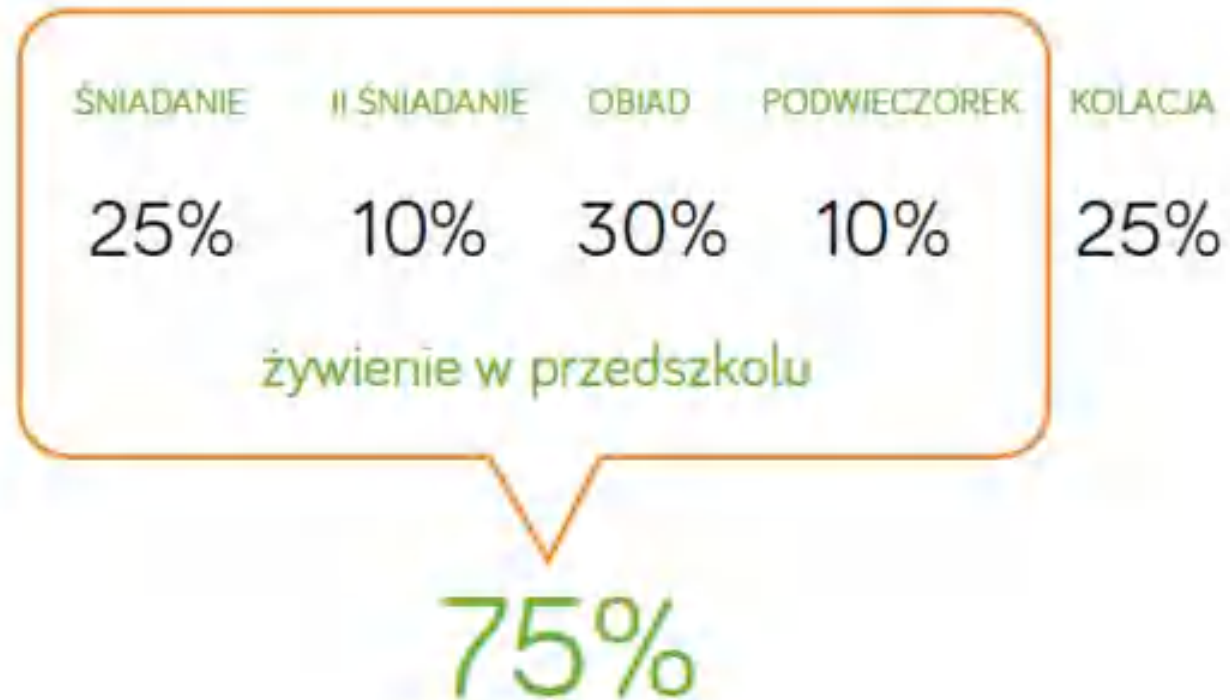 ŚNIADANIE II ŚNIADANIE OBIAD PODWIECZOREK KOLACJA
25% 10% 30% 10% 25%
żywienie w przedszkolu
75%